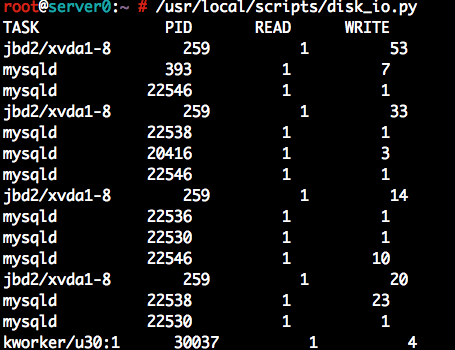 root@server0:~ # /usr/local/scripts/disk_io.py
TASK PID READ WRITE
jbd2/xvda1-8 259 1 53
mysqld 393 1 7
mysqld 22546 1 1
jbd2/xvda1-8 259 1 33
mysqld 22538 1 1
mysqld 20416 1 3
mysqld 22546 1 1
jbd2/xvda1-8 259 1 14
mysqld 22536 1 1
mysqld 22530 1 1
mysqld 22546 1 10
jbd2/xvda1-8 259 1 20
mysqld 22538 1 23
mysqld 22530 1 1
kworker/u30:1 30037 1 4